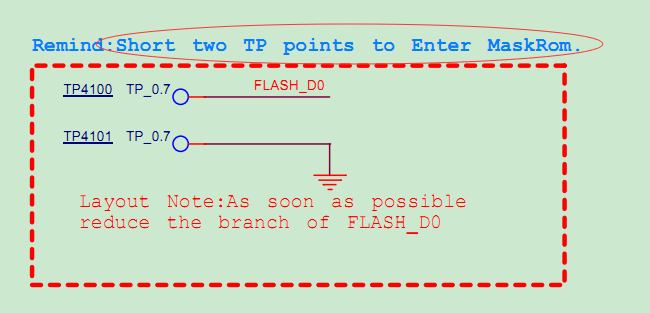 Remind:Short two TP points to Enter MaskRom.
TP4100 TP_0.7 FLASH_D0
TP4101 TP_0.7
Layout Note:As soon as possible
reduce the branch of FLASH_D0